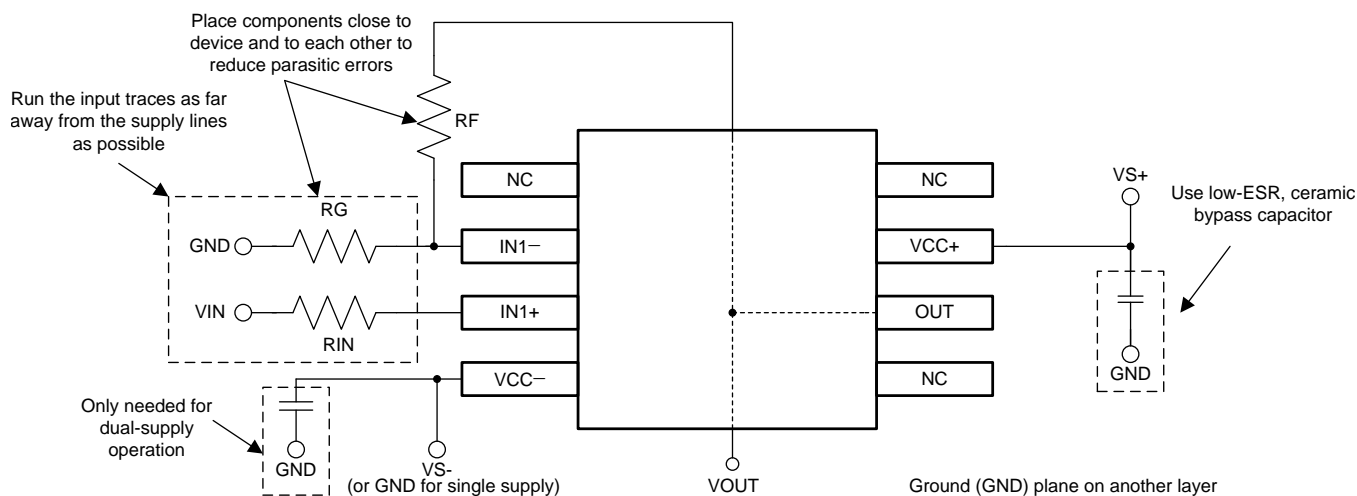 Place components close to
device and to each other to
reduce parasitic errors
Run the input traces as far
away from the supply lines
as possible
RF
NC
NC
VS+
Use low-ESR, ceramic
bypass capacitor
RG
GND
IN1−
VCC+
VIN
RIN
IN1+
OUT
GND
VCC−
NC
Only needed for
dual-supply
operation
GND
VS-
(or GND for single supply)
VOUT
Ground (GND) plane on another layer